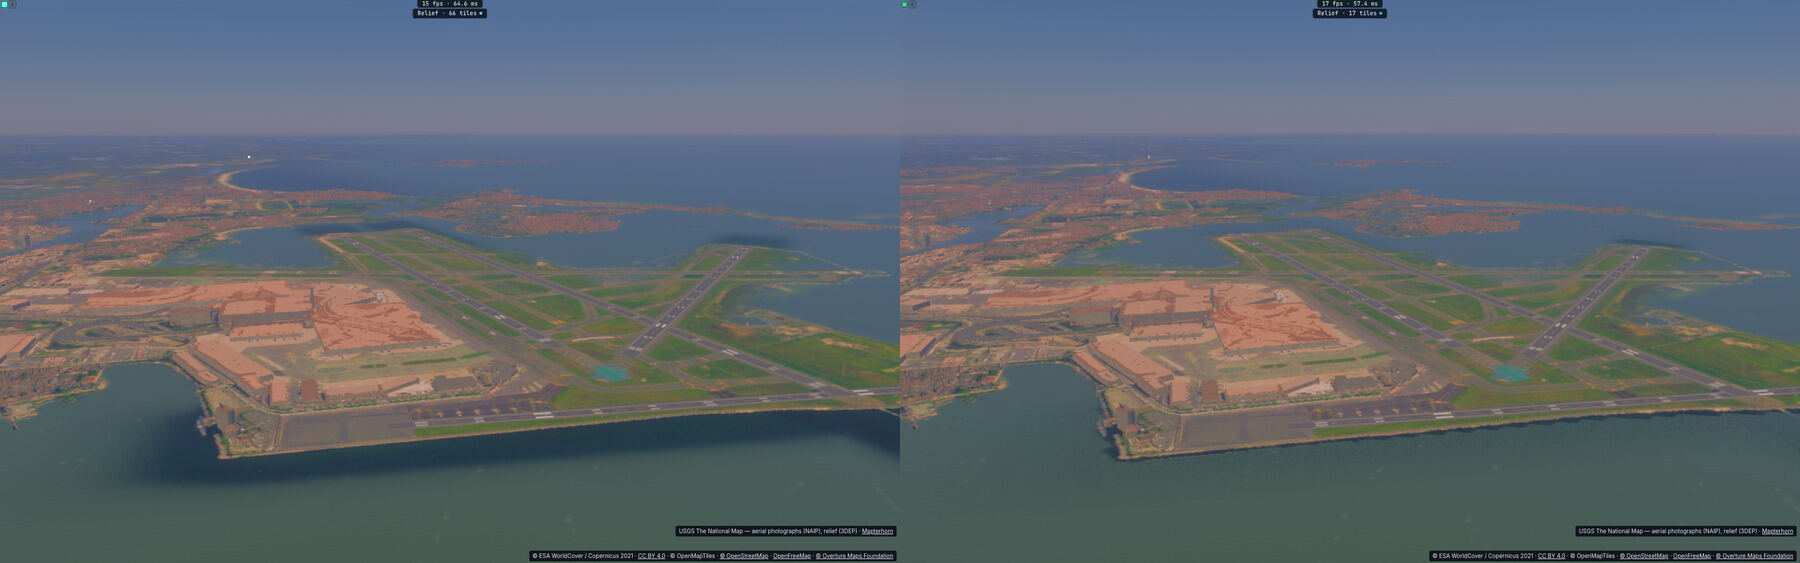 15 fps · 64.6 ms
Relief · 66 tiles
USGS The National Map — aerial photographs (NAIP), relief (3DEP) · Mapterhorn
© ESA WorldCover / Copernicus 2021 · CC BY 4.0 · © OpenMapTiles · © OpenStreetMap · OpenFreeMap · © Overture Maps Foundation
17 fps · 57.4 ms
Relief · 17 tiles
USGS The National Map — aerial photographs (NAIP), relief (3DEP) · Mapterhorn
© ESA WorldCover / Copernicus 2021 · CC BY 4.0 · © OpenMapTiles · © OpenStreetMap · OpenFreeMap · © Overture Maps Foundation